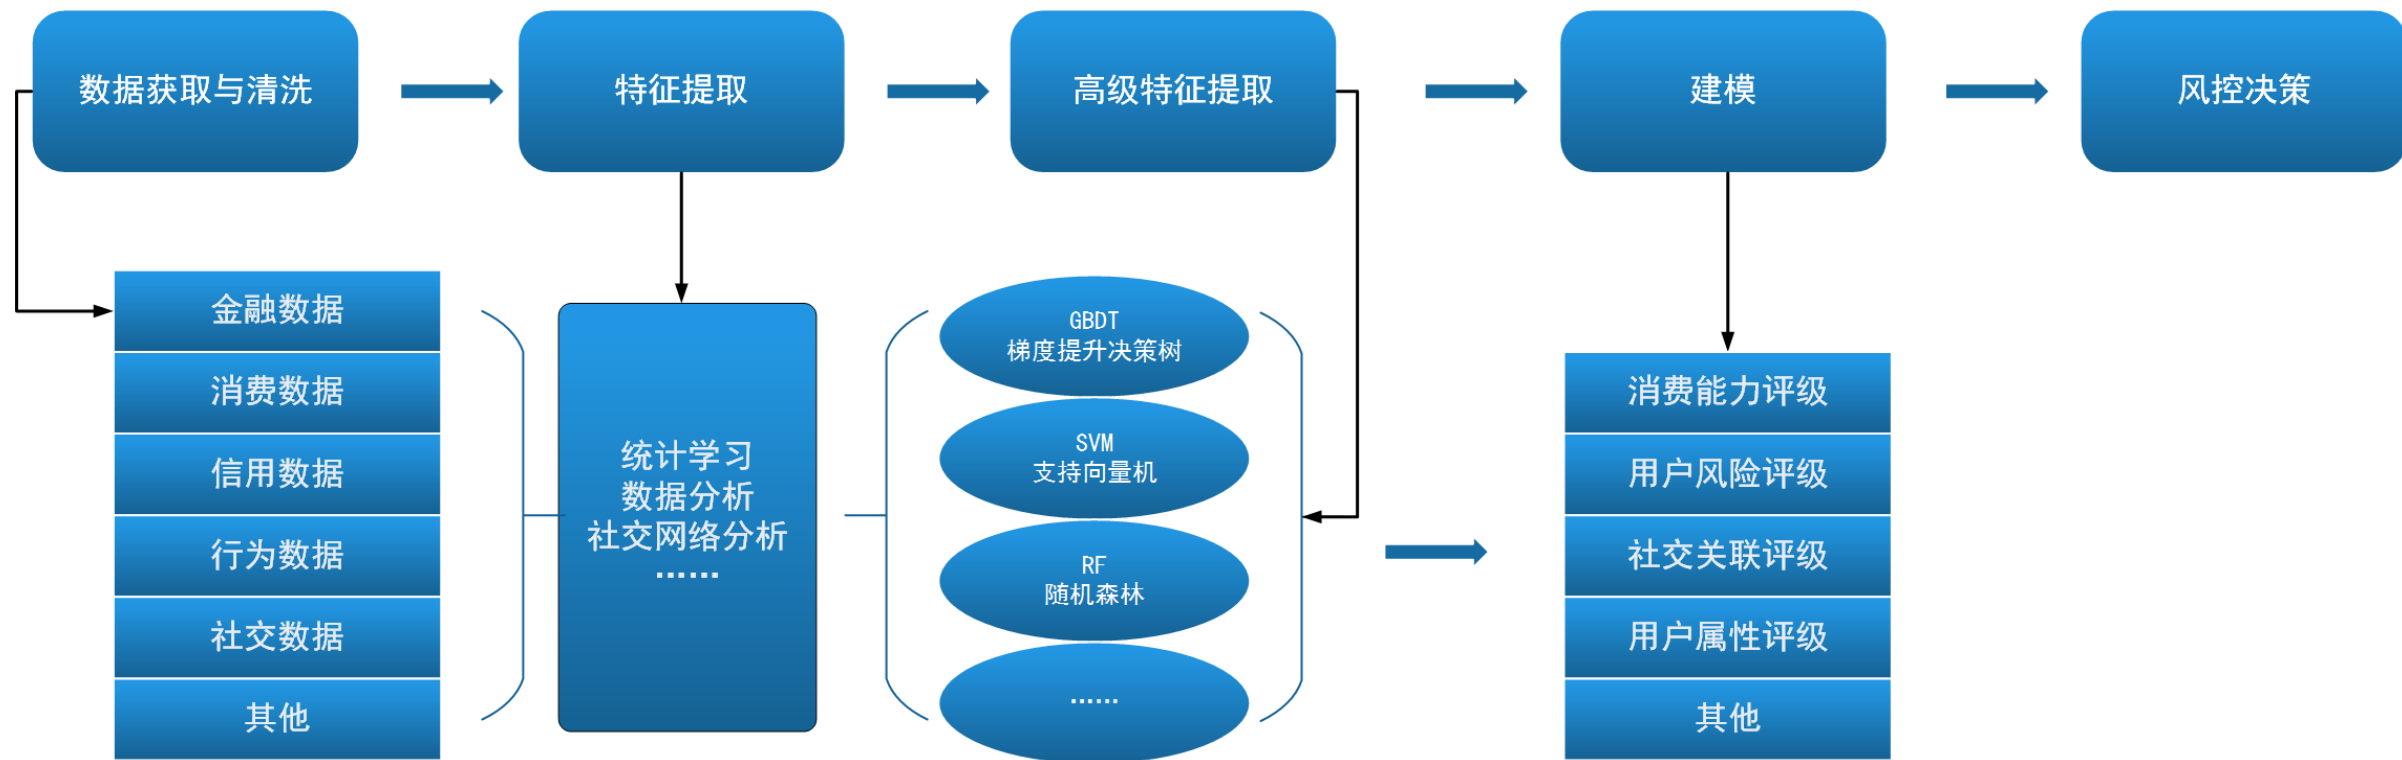 数据获取与清洗
特征提取
高级特征提取
建模
风控决策
金融数据
消费数据
信用数据
行为数据
社交数据
其他
统计学习
数据分析
社交网络分析
……
GBDT
梯度提升决策树
SVM
支持向量机
RF
随机森林
……
消费能力评级
用户风险评级
社交关联评级
用户属性评级
其他